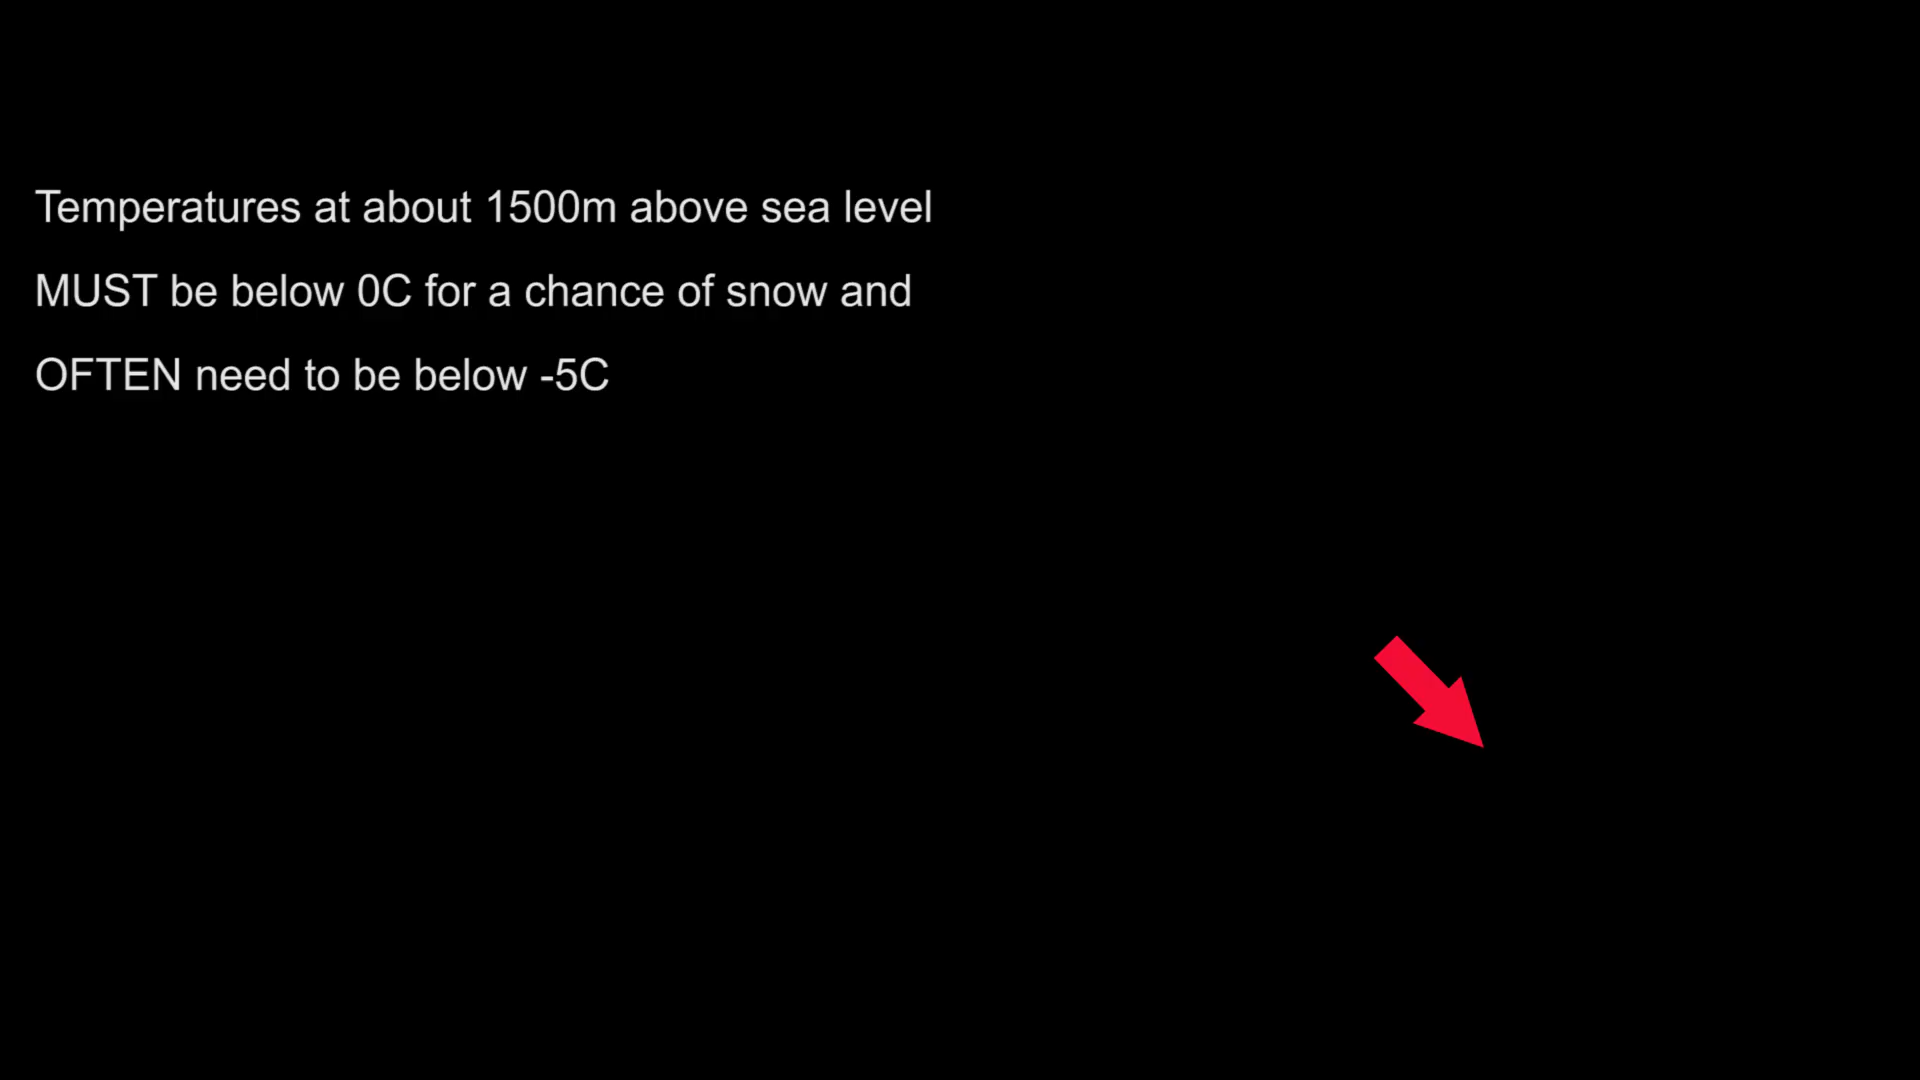 Temperatures at about 1500m above sea level
MUST be below 0C for a chance of snow and
OFTEN need to be below -5C